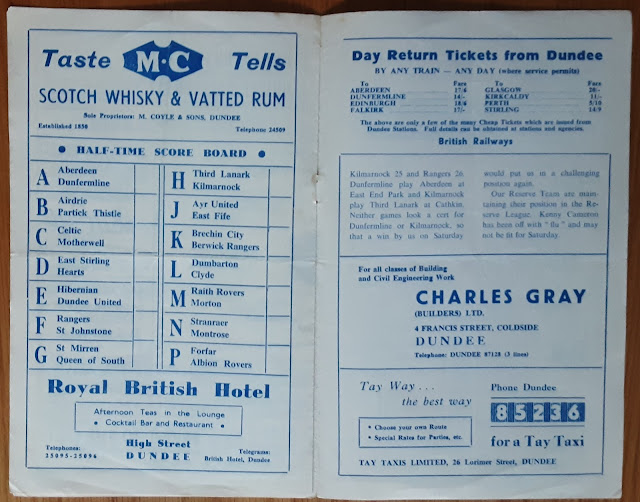 Taste M·C Tells
SCOTCH WHISKY & VATTED RUM
Sole Proprietors: M. COYLE & SONS, DUNDEE
Established 1850 Telephone 24509
● HALF-TIME SCORE BOARD ●
A Aberdeen
Dunfermline
B Airdrie
Partick Thistle
C Celtic
Motherwell
D East Stirling
Hearts
E Hibernian
Dundee United
F Rangers
St Johnstone
G St Mirren
Queen of South
H Third Lanark
Kilmarnock
J Ayr United
East Fife
K Brechin City
Berwick Rangers
L Dumbarton
Clyde
M Raith Rovers
Morton
N Stranraer
Montrose
P Forfar
Albion Rovers
Royal British Hotel
Afternoon Teas in the Lounge
● Cocktail Bar and Restaurant ●
Telephones:
25095-25096
High Street
DUNDEE
Telegrams:
British Hotel, Dundee
Day Return Tickets from Dundee
BY ANY TRAIN — ANY DAY (where service permits)
To Fare To Fare
ABERDEEN 17/6 GLASGOW 20/-
DUNFERMLINE 14/- KIRKCALDY 11/-
EDINBURGH 18/6 PERTH 5/10
FALKIRK 17/- STIRLING 14/9
The above are only a few of the many Cheap Tickets which are issued from
Dundee Stations. Full details can be obtained at stations and agencies.
British Railways
Kilmarnock 25 and Rangers 26.
Dunfermline play Aberdeen at
East End Park and Kilmarnock
play Third Lanark at Cathkin.
Neither games look a cert for
Dunfermline or Kilmarnock, so
that a win by us on Saturday
would put us in a challenging
position again.
Our Reserve Team are main-
taining their position in the Re-
serve League. Kenny Cameron
has been off with "flu" and may
not be fit for Saturday.
For all classes of Building
and Civil Engineering Work
CHARLES GRAY
(BUILDERS) LTD.
4 FRANCIS STREET, COLDSIDE
DUNDEE
Telephone: DUNDEE 87128 (3 lines)
Tay Way . . .
the best way
• Choose your own Route
• Special Rates for Parties, etc.
Phone Dundee
85236
for a Tay Taxi
TAY TAXIS LIMITED, 26 Lorimer Street, DUNDEE